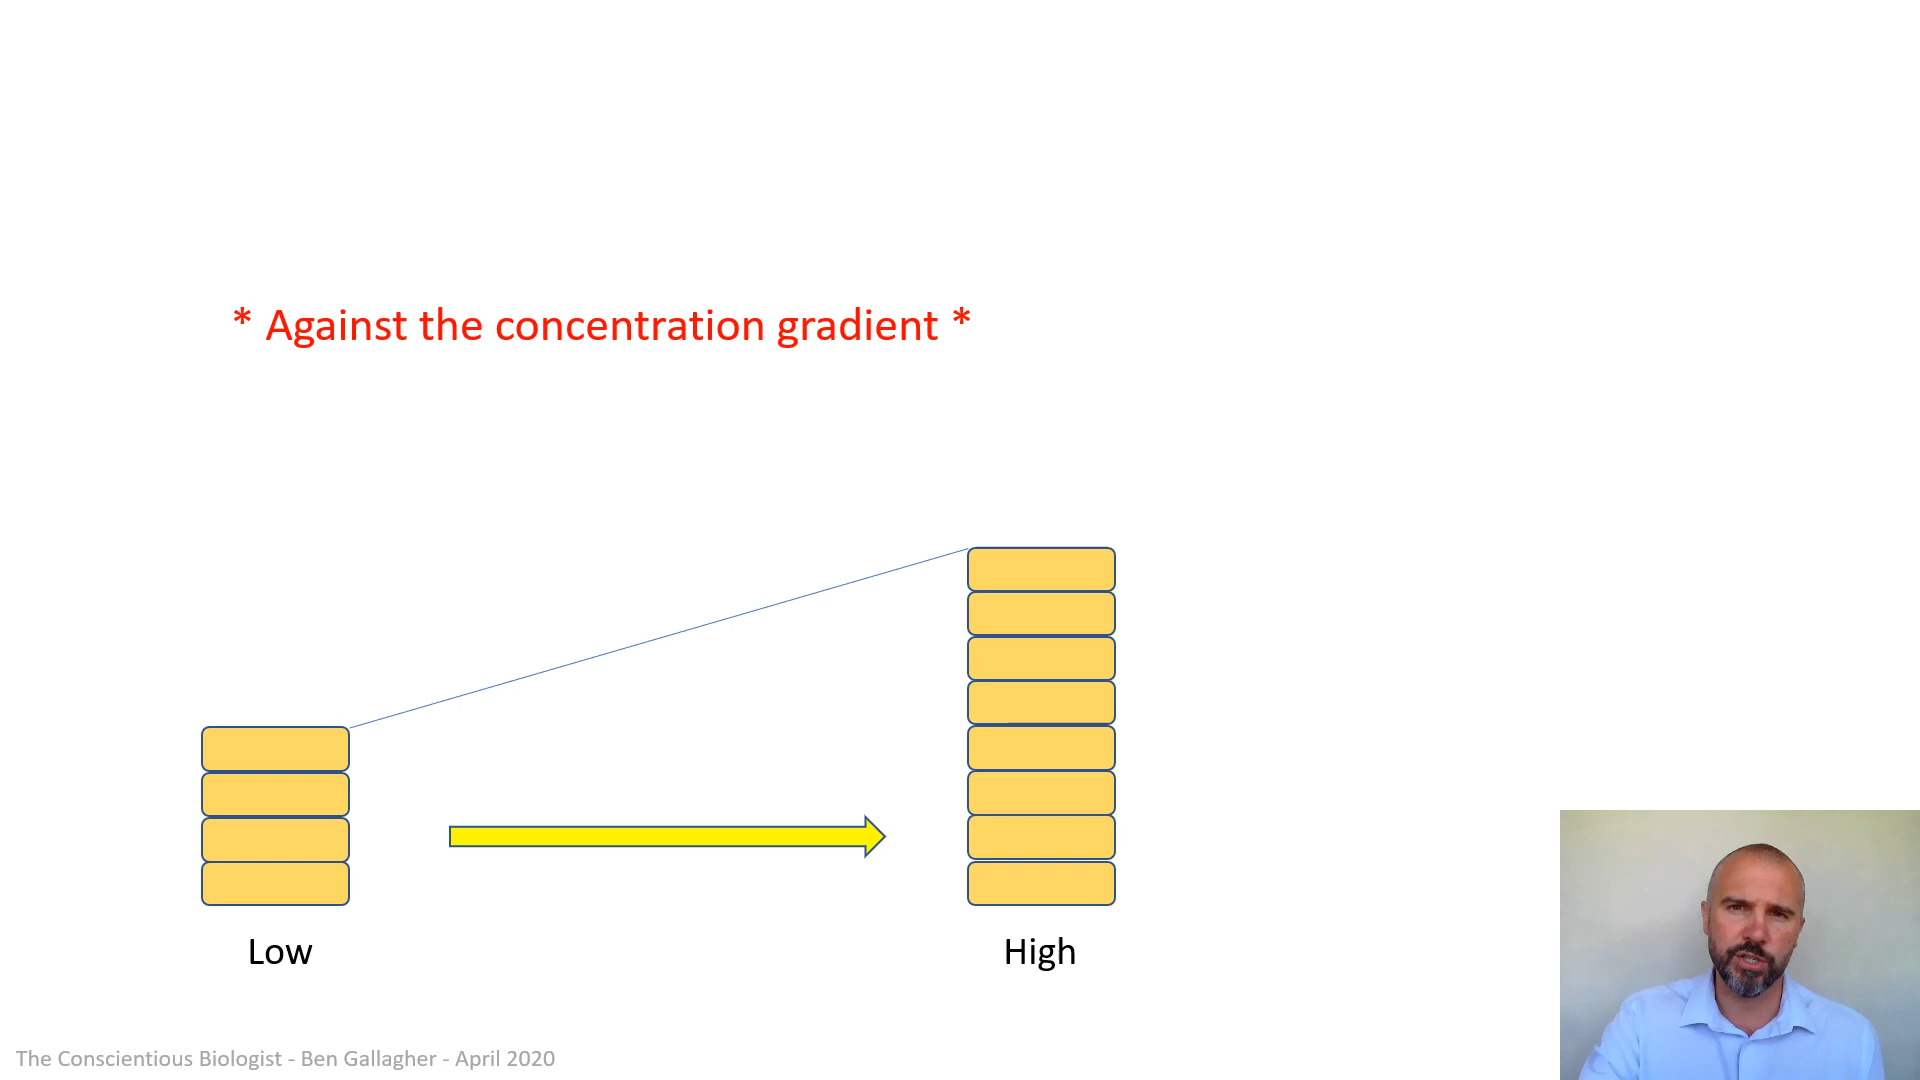 * Against the concentration gradient *
Low
High
The Conscientious Biologist - Ben Gallagher - April 2020